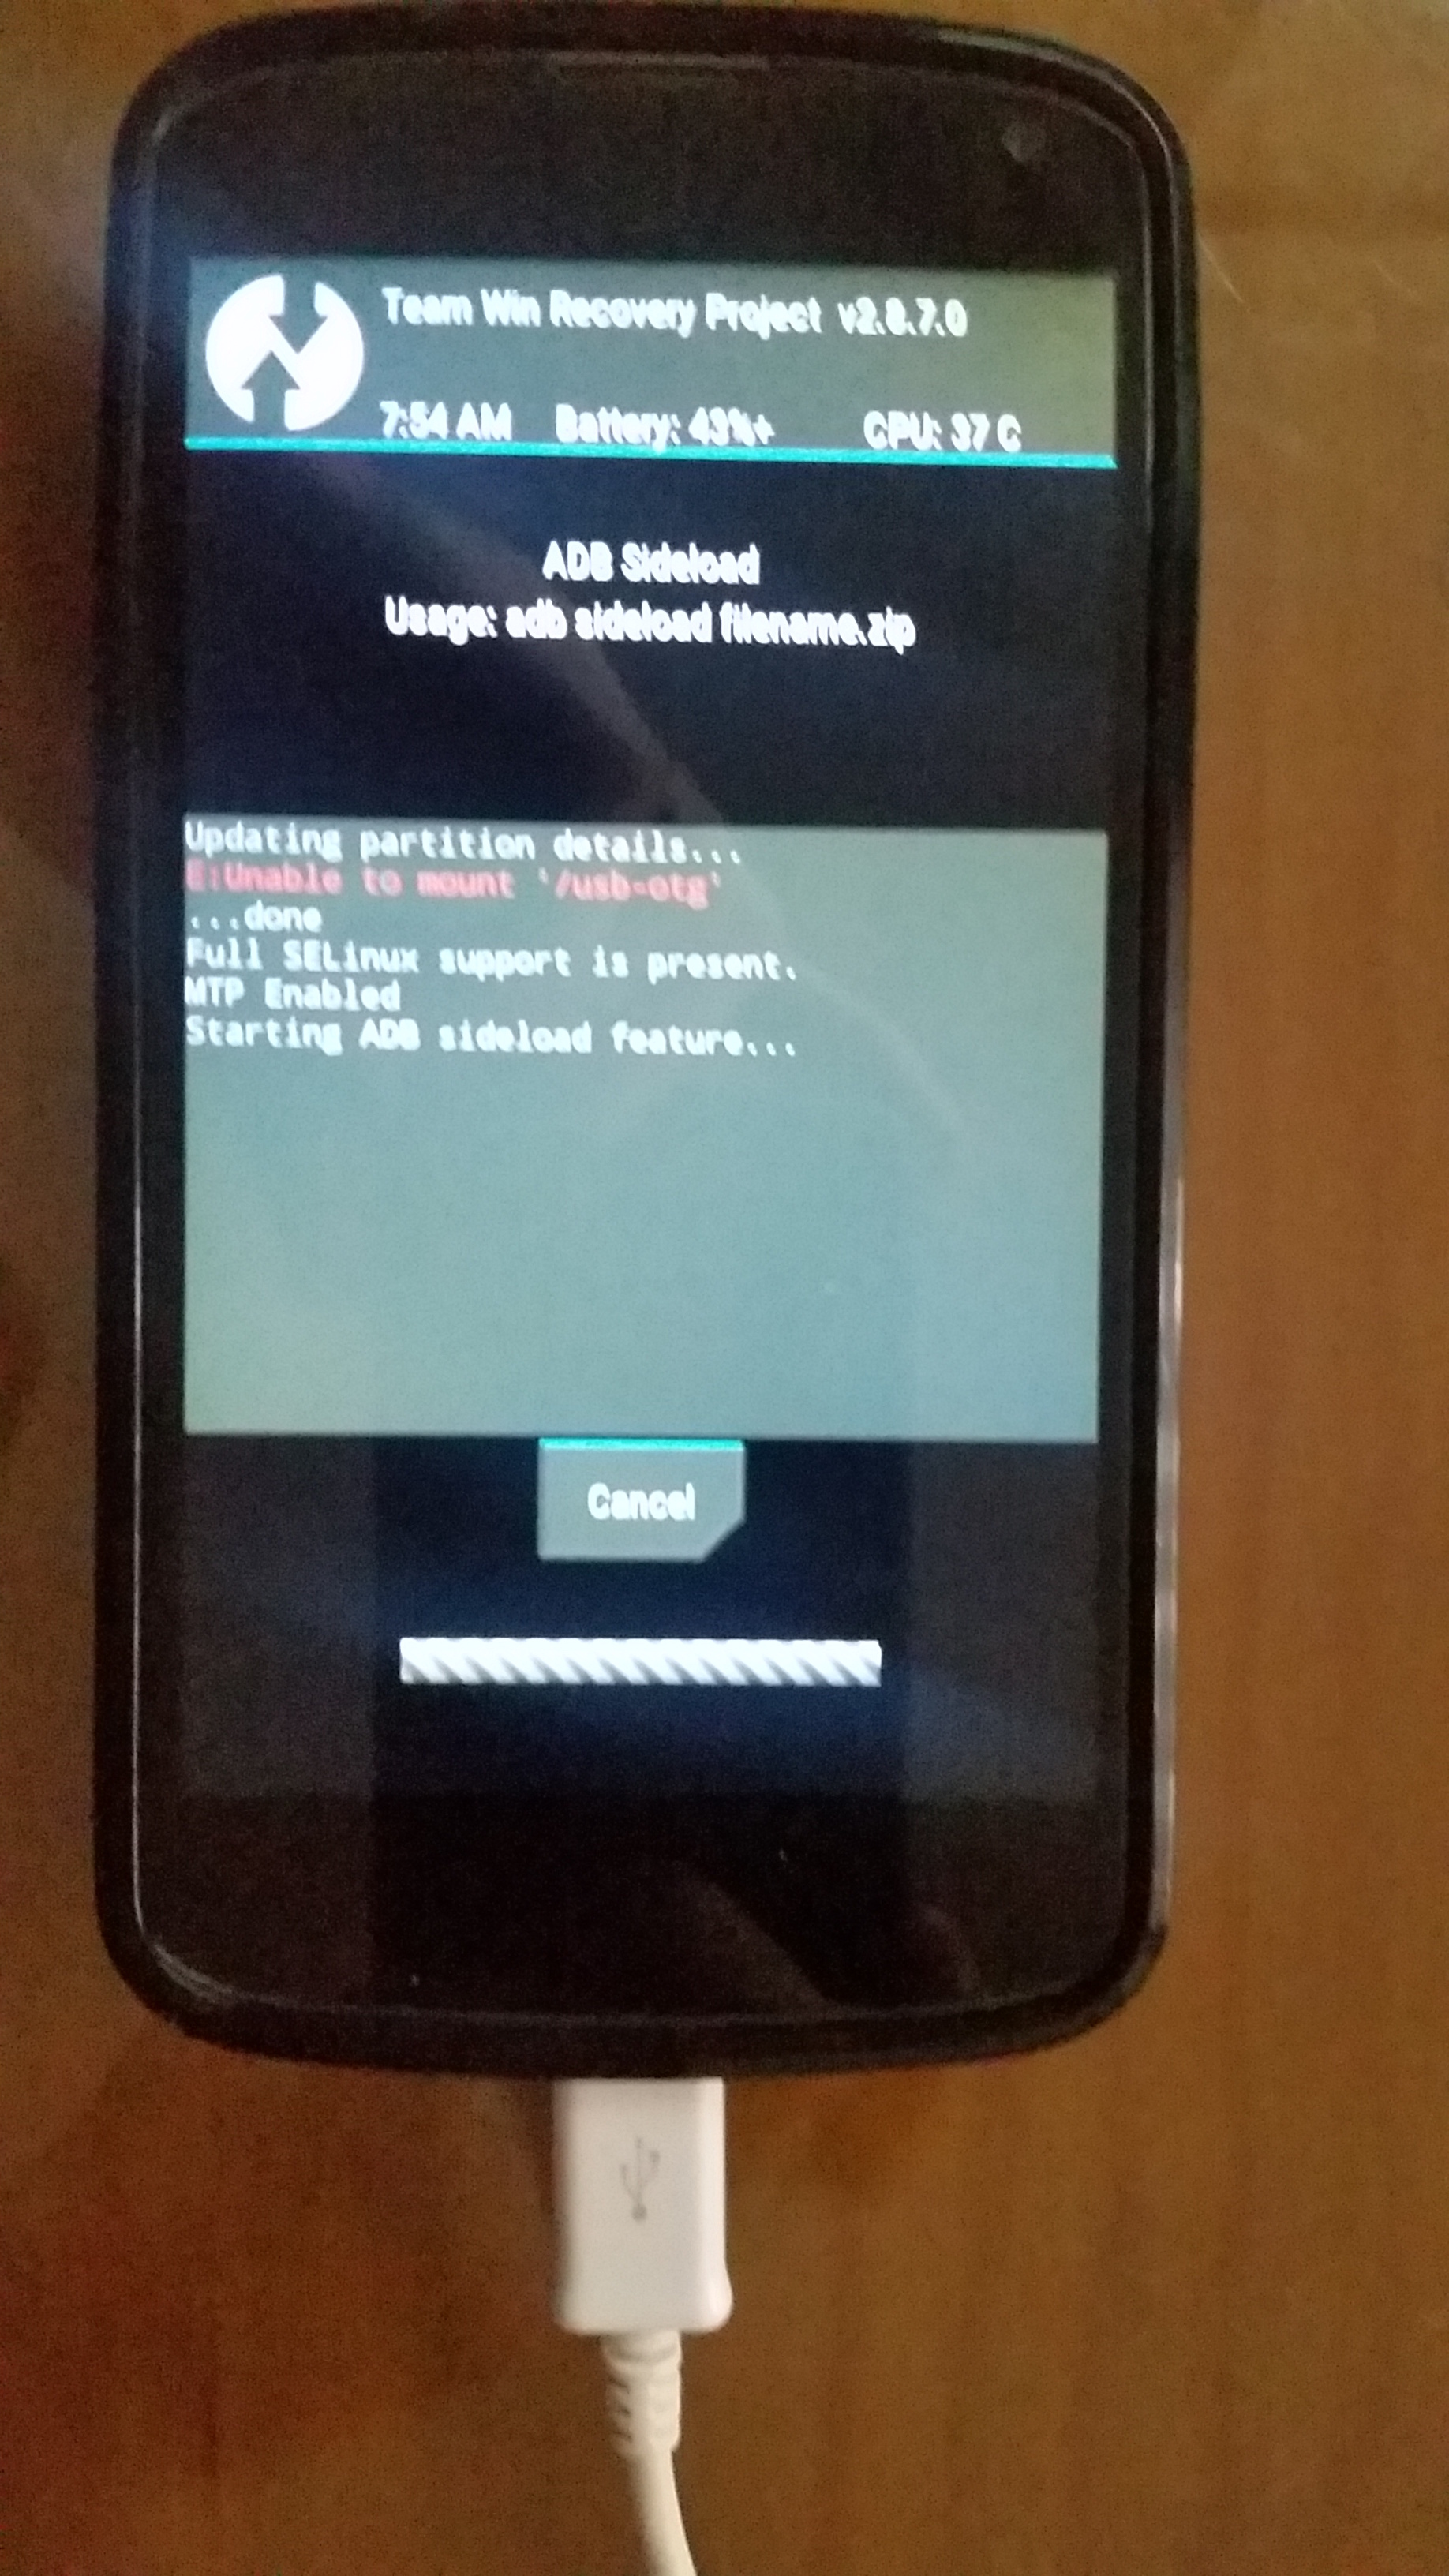 Team Win Recovery Project v2.8.7.0
7:54 AM Battery: 43%+ CPU: 37 C
ADB Sideload
Usage: adb sideload filename.zip
Updating partition details...
E:Unable to mount '/usb-otg'
...done
Full SELinux support is present.
MTP Enabled
Starting ADB sideload feature...
Cancel